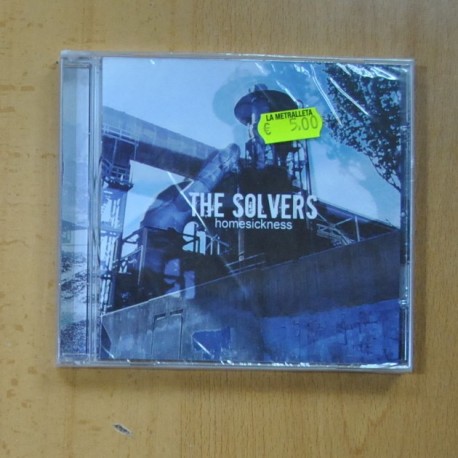 LA METRALLETA
€ 5,00
THE SOLVERS
homesickness